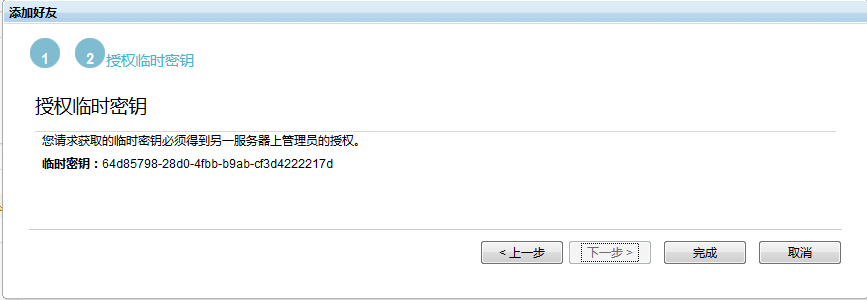 添加好友
1 2 授权临时密钥
授权临时密钥
您请求获取的临时密钥必须得到另一服务器上管理员的授权。
临时密钥：64d85798-28d0-4fbb-b9ab-cf3d4222217d
< 上一步 下一步 > 完成 取消